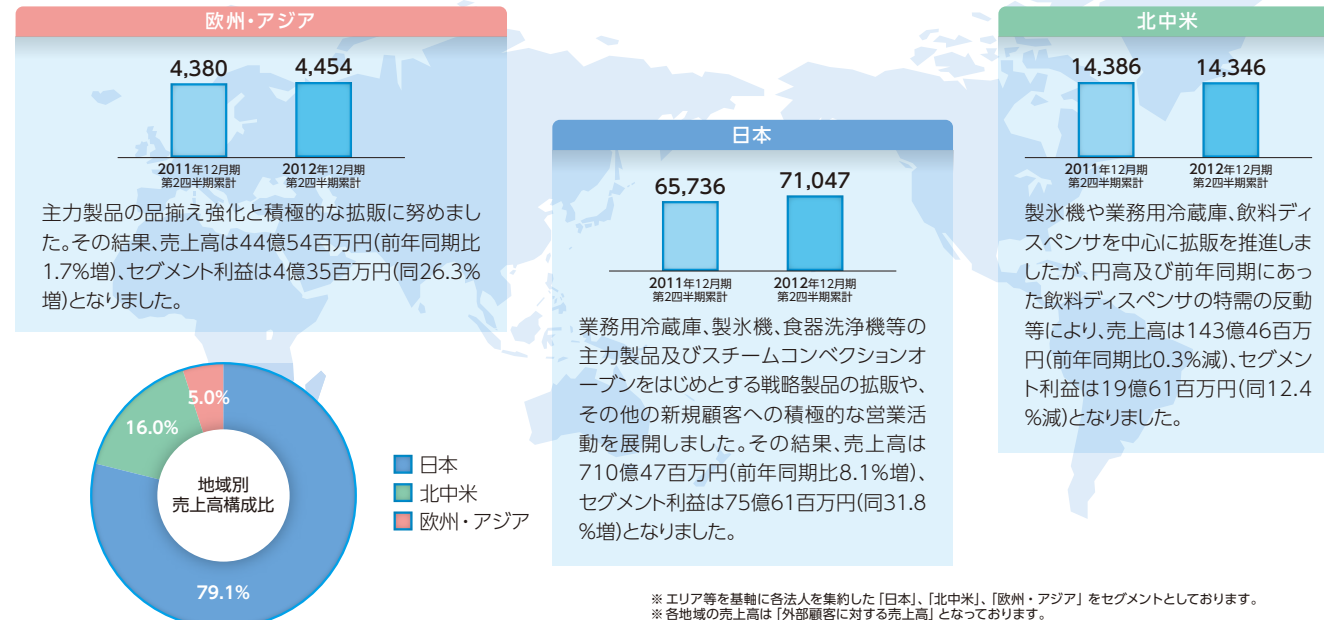 欧州・アジア
4,380
4,454
2011年12月期
第2四半期累計
2012年12月期
第2四半期累計
主力製品の品揃え強化と積極的な拡販に努めまし
た。その結果、売上高は44億54百万円(前年同期比
1.7%増)、セグメント利益は4億35百万円(同26.3%
増)となりました。
日本
65,736
71,047
2011年12月期
第2四半期累計
2012年12月期
第2四半期累計
業務用冷蔵庫、製氷機、食器洗浄機等の
主力製品及びスチームコンベクションオ
ーブンをはじめとする戦略製品の拡販や、
その他の新規顧客への積極的な営業活
動を展開しました。その結果、売上高は
710億47百万円(前年同期比8.1%増)、
セグメント利益は75億61百万円(同31.8
%増)となりました。
北中米
14,386
14,346
2011年12月期
第2四半期累計
2012年12月期
第2四半期累計
製氷機や業務用冷蔵庫、飲料ディ
スペンサを中心に拡販を推進しま
したが、円高及び前年同期にあっ
た飲料ディスペンサの特需の反動
等により、売上高は143億46百万
円(前年同期比0.3%減)、セグメン
ト利益は19億61百万円(同12.4
%減)となりました。
5.0%
16.0%
79.1%
地域別
売上高構成比
日本
北中米
欧州・アジア
※エリア等を基軸に各法人を集約した「日本」、「北中米」、「欧州・アジア」をセグメントとしております。
※各地域の売上高は「外部顧客に対する売上高」となっております。